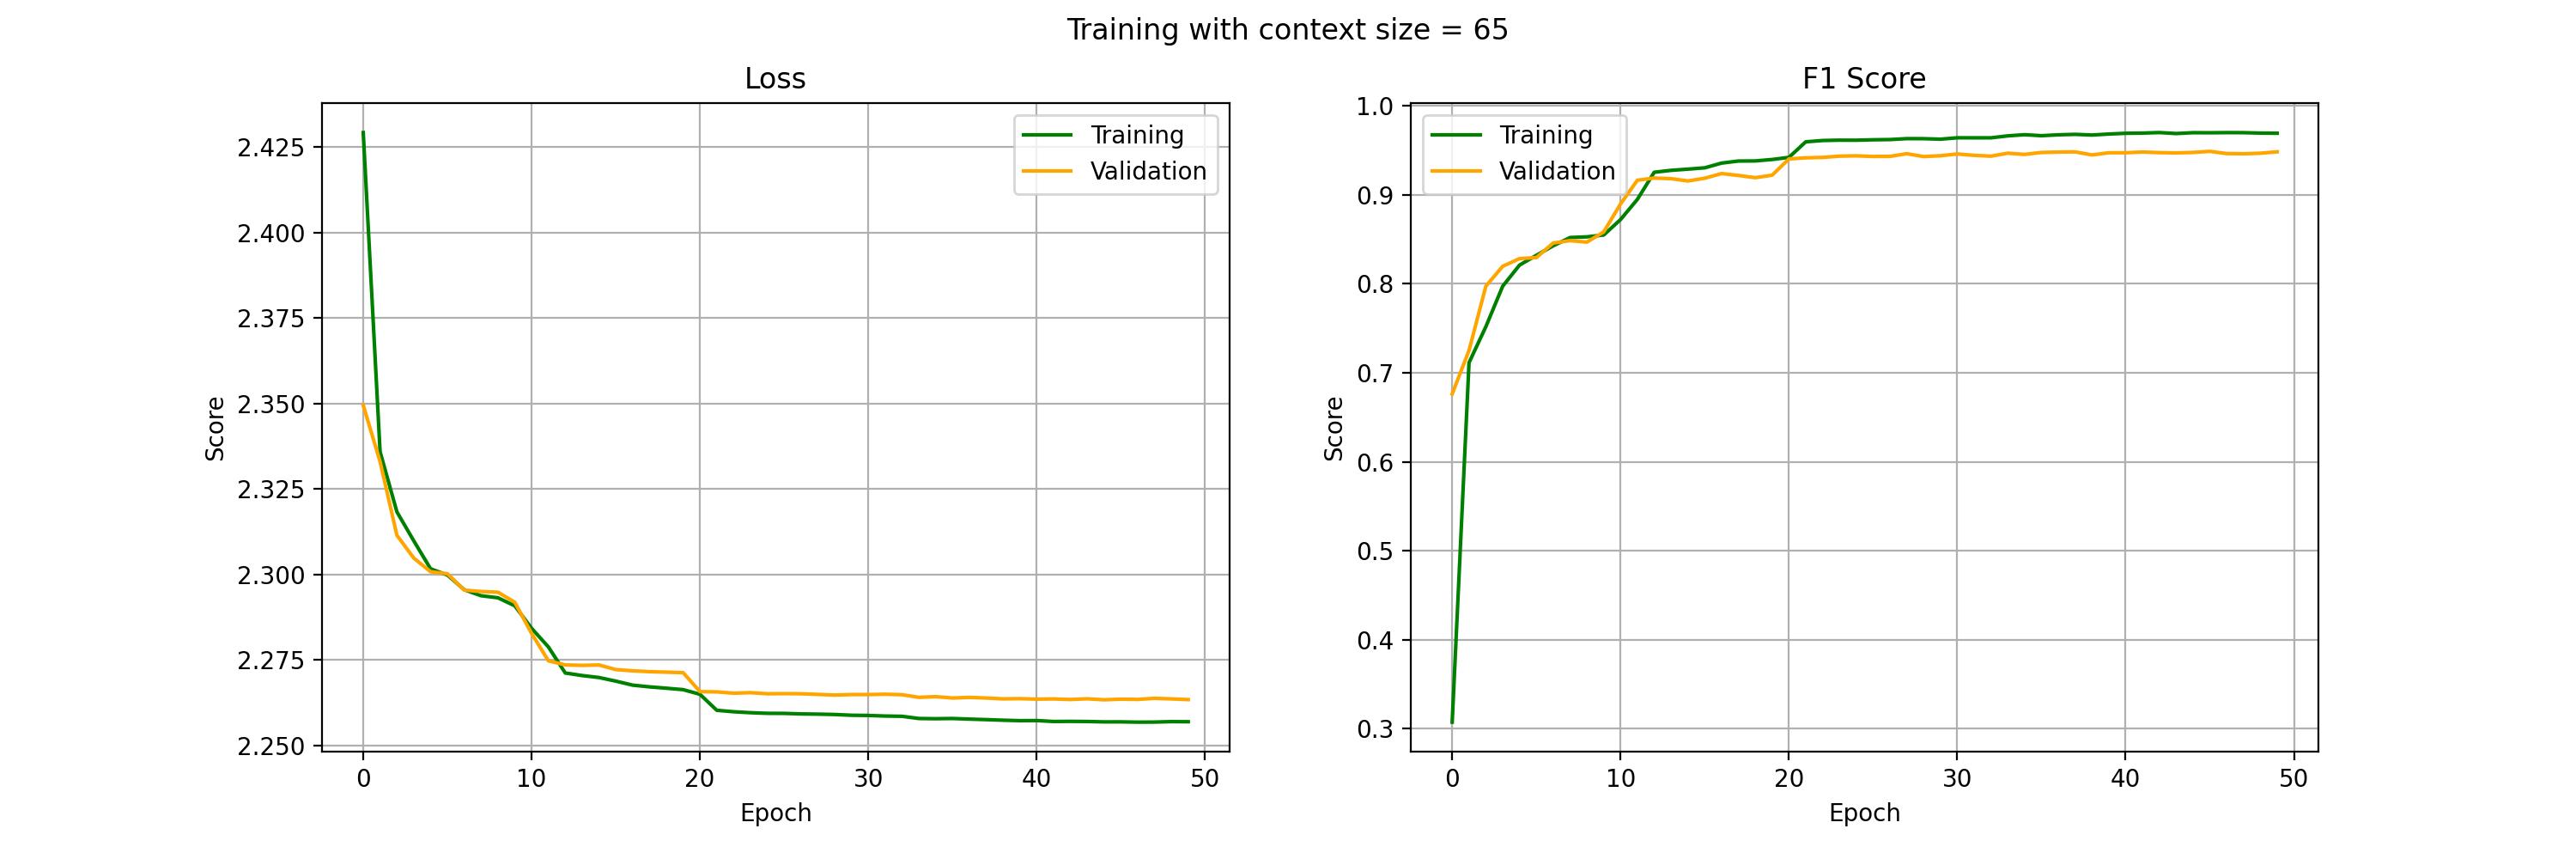 Training with context size = 65
Loss
Training
Validation
2.425
2.400
2.375
2.350
2.325
2.300
2.275
2.250
Score
0 10 20 30 40 50
Epoch
F1 Score
Training
Validation
1.0
0.9
0.8
0.7
0.6
0.5
0.4
0.3
Score
0 10 20 30 40 50
Epoch